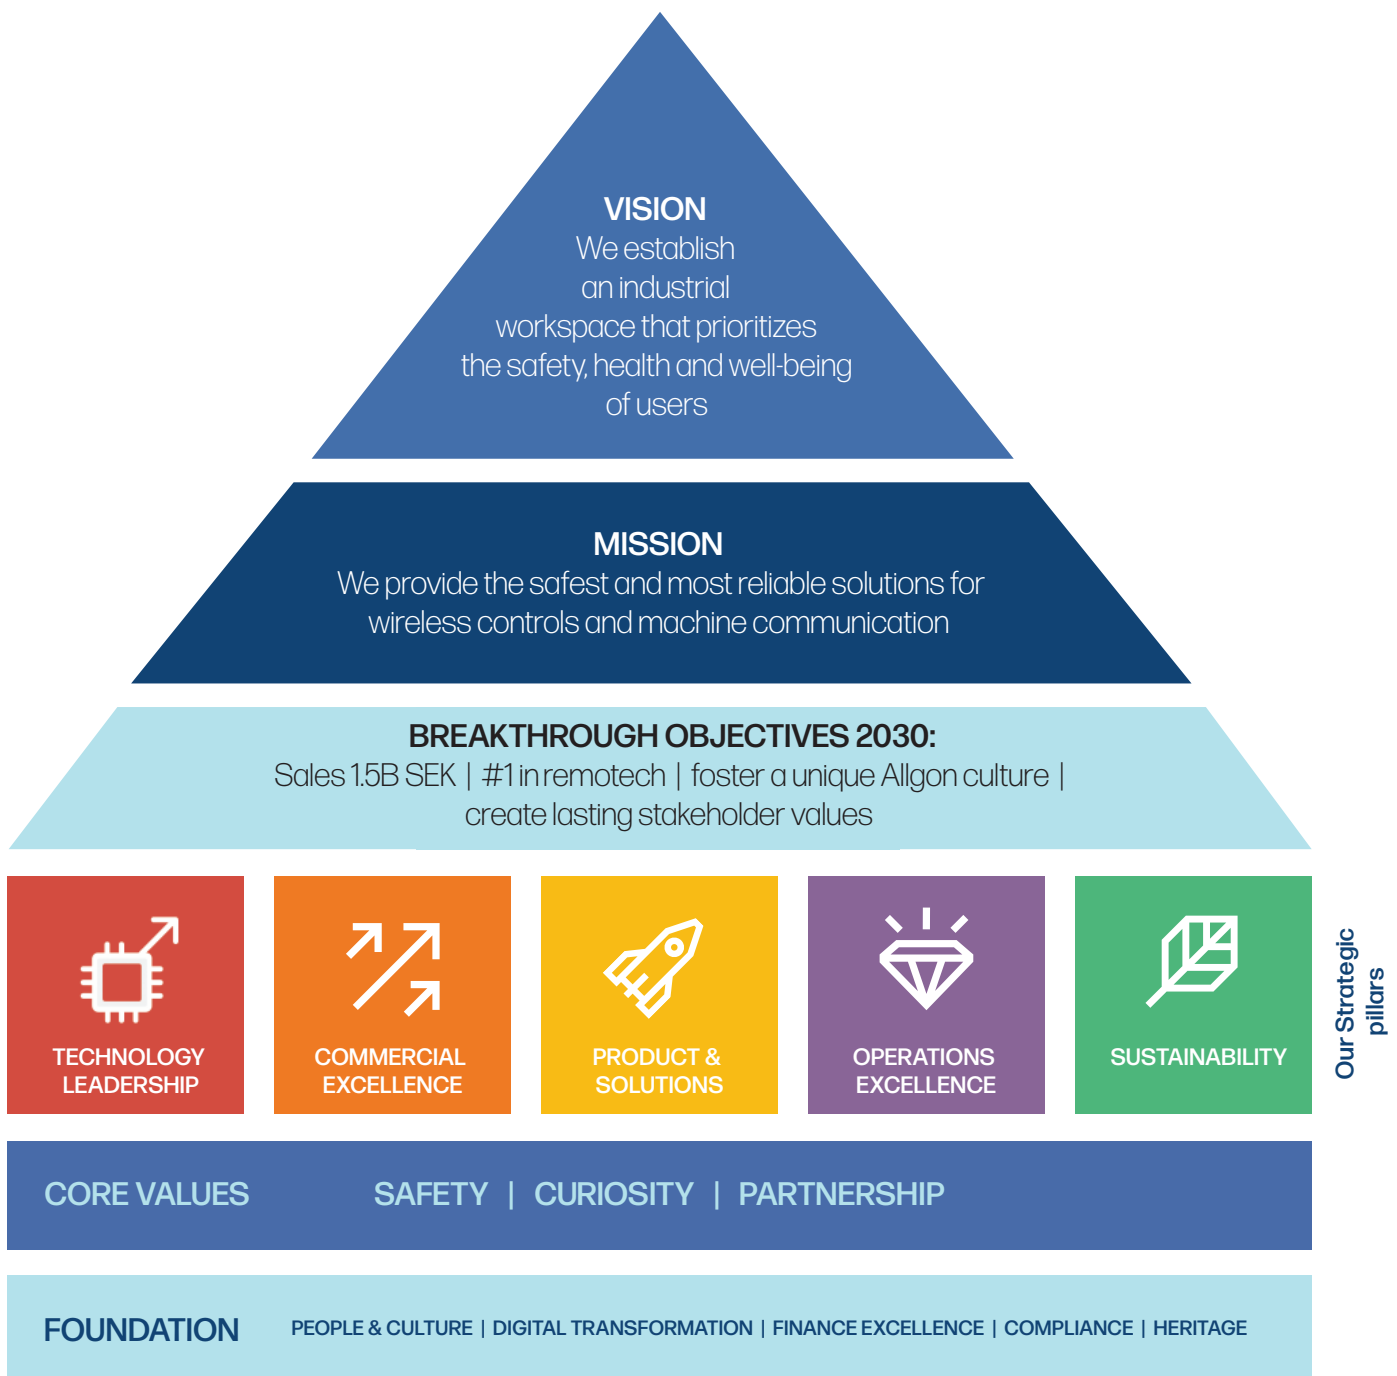 VISION
We establish
an industrial
workspace that prioritizes
the safety, health and well-being
of users
MISSION
We provide the safest and most reliable solutions for
wireless controls and machine communication
BREAKTHROUGH OBJECTIVES 2030:
Sales 1.5B SEK | #1 in remotech | foster a unique Allgon culture |
create lasting stakeholder values
TECHNOLOGY
LEADERSHIP
COMMERCIAL
EXCELLENCE
PRODUCT &
SOLUTIONS
OPERATIONS
EXCELLENCE
SUSTAINABILITY
Our Strategic
pillars
CORE VALUES SAFETY | CURIOSITY | PARTNERSHIP
FOUNDATION PEOPLE & CULTURE | DIGITAL TRANSFORMATION | FINANCE EXCELLENCE | COMPLIANCE | HERITAGE